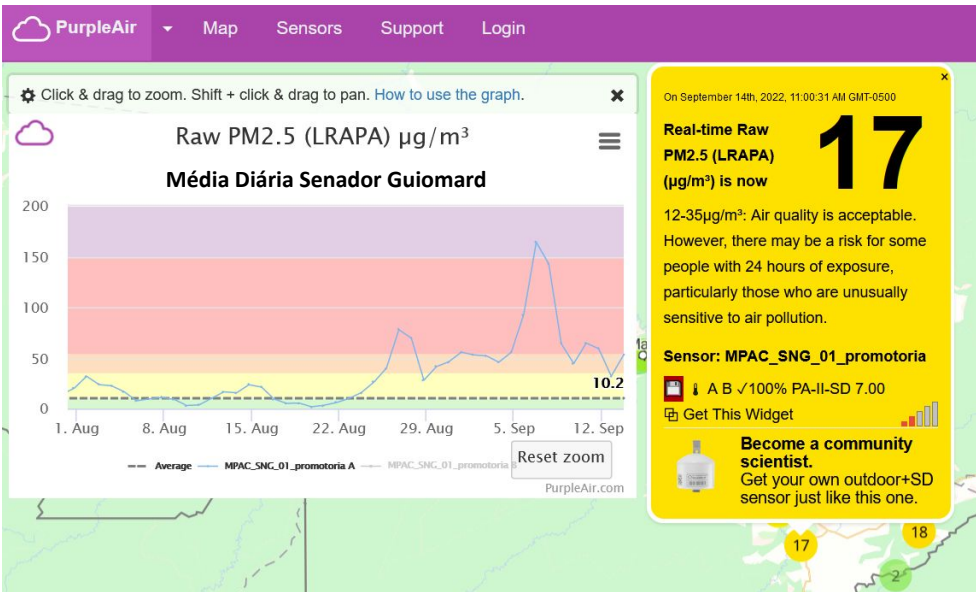 PurpleAir Map Sensors Support Login
Click & drag to zoom. Shift + click & drag to pan. How to use the graph.
Raw PM2.5 (LRAPA) µg/m³
Média Diária Senador Guiomard
200
150
100
50
0
10.2
1. Aug 8. Aug 15. Aug 22. Aug 29. Aug 5. Sep 12. Sep
Average MPAC_SNG_01_promotoria A MPAC_SNG_01_promotoria B
Reset zoom
PurpleAir.com
×
On September 14th, 2022, 11:00:31 AM GMT-0500
Real-time Raw
PM2.5 (LRAPA)
(µg/m³) is now
17
12-35µg/m³: Air quality is acceptable.
However, there may be a risk for some
people with 24 hours of exposure,
particularly those who are unusually
sensitive to air pollution.
Sensor: MPAC_SNG_01_promotoria
A B ✓100% PA-II-SD 7.00
Get This Widget
Become a community
scientist.
Get your own outdoor+SD
sensor just like this one.
17
18
2